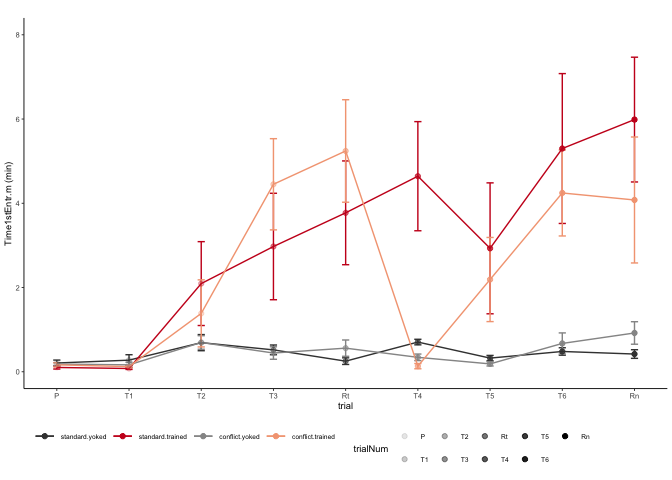 8
6
4
2
0
Time1stEntr.m (min)
P T1 T2 T3 Rt T4 T5 T6 Rn
trial
standard.yoked standard.trained conflict.yoked conflict.trained
trialNum
P T2 Rt T5 Rn
T1 T3 T4 T6